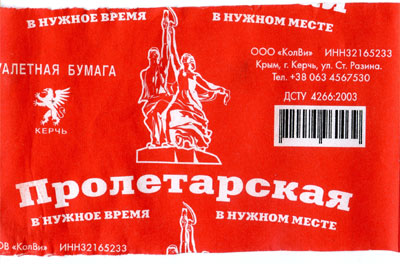 В НУЖНОЕ ВРЕМЯ
В НУЖНОМ МЕСТЕ
ООО «КолВи» ИНН32165233
Крым, г. Керчь, ул. Ст. Разина.
Тел. +38 063 4567530
УАЛЕТНАЯ БУМАГА
ДСТУ 4266:2003
КЕРЧЬ
Пролетарская
В НУЖНОЕ ВРЕМЯ
В НУЖНОМ МЕСТЕ
ОВ «КолВи» ИНН32165233